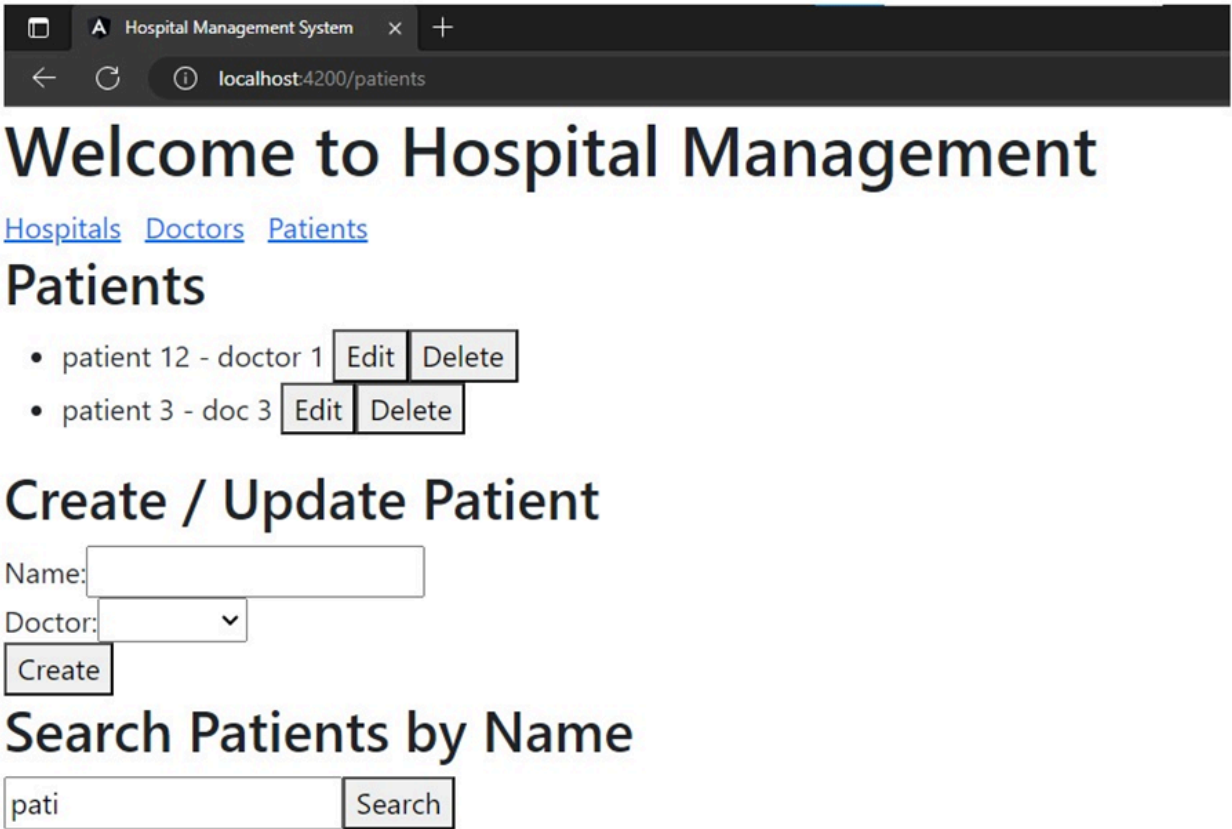 Hospital Management System
localhost:4200/patients
Welcome to Hospital Management
Hospitals Doctors Patients
Patients
• patient 12 - doctor 1 Edit Delete
• patient 3 - doc 3 Edit Delete
Create / Update Patient
Name:
Doctor:
Create
Search Patients by Name
pati Search